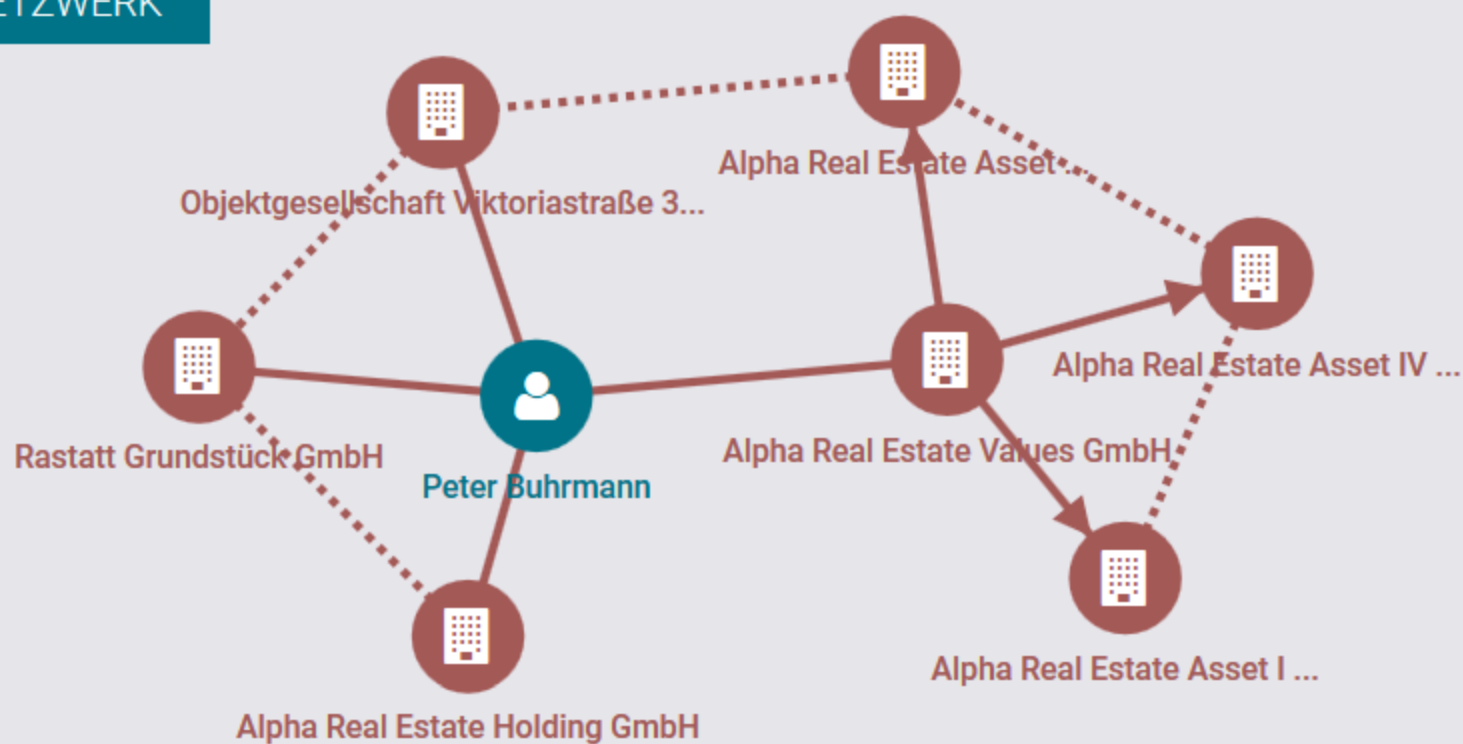 ETZWERK
Alpha Real Estate Asset ...
Objektgesellschaft Viktoriastraße 3...
Alpha Real Estate Asset IV ...
Rastatt Grundstück GmbH
Alpha Real Estate Values GmbH
Peter Buhrmann
Alpha Real Estate Asset I ...
Alpha Real Estate Holding GmbH